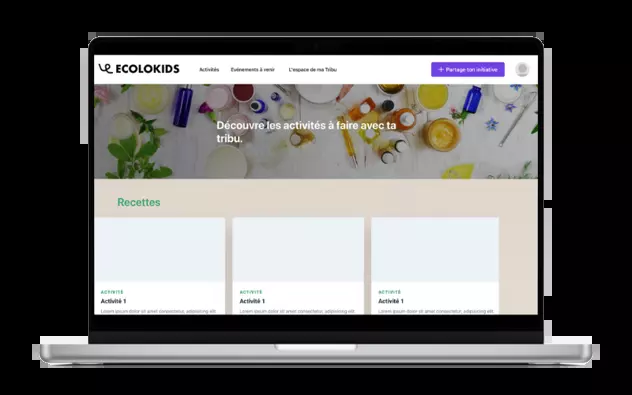 ECOLOKIDS
Activités
Evénements à venir
L'espace de ma Tribu
+ Partage ton initiative
Découvre les activités à faire avec ta
tribu.
Recettes
ACTIVITÉ
Activité 1
Lorem ipsum dolor sit amet consectetur, adipisicing elit.
ACTIVITÉ
Activité 1
Lorem ipsum dolor sit amet consectetur, adipisicing elit.
ACTIVITÉ
Activité 1
Lorem ipsum dolor sit amet consectetur, adipisicing elit.